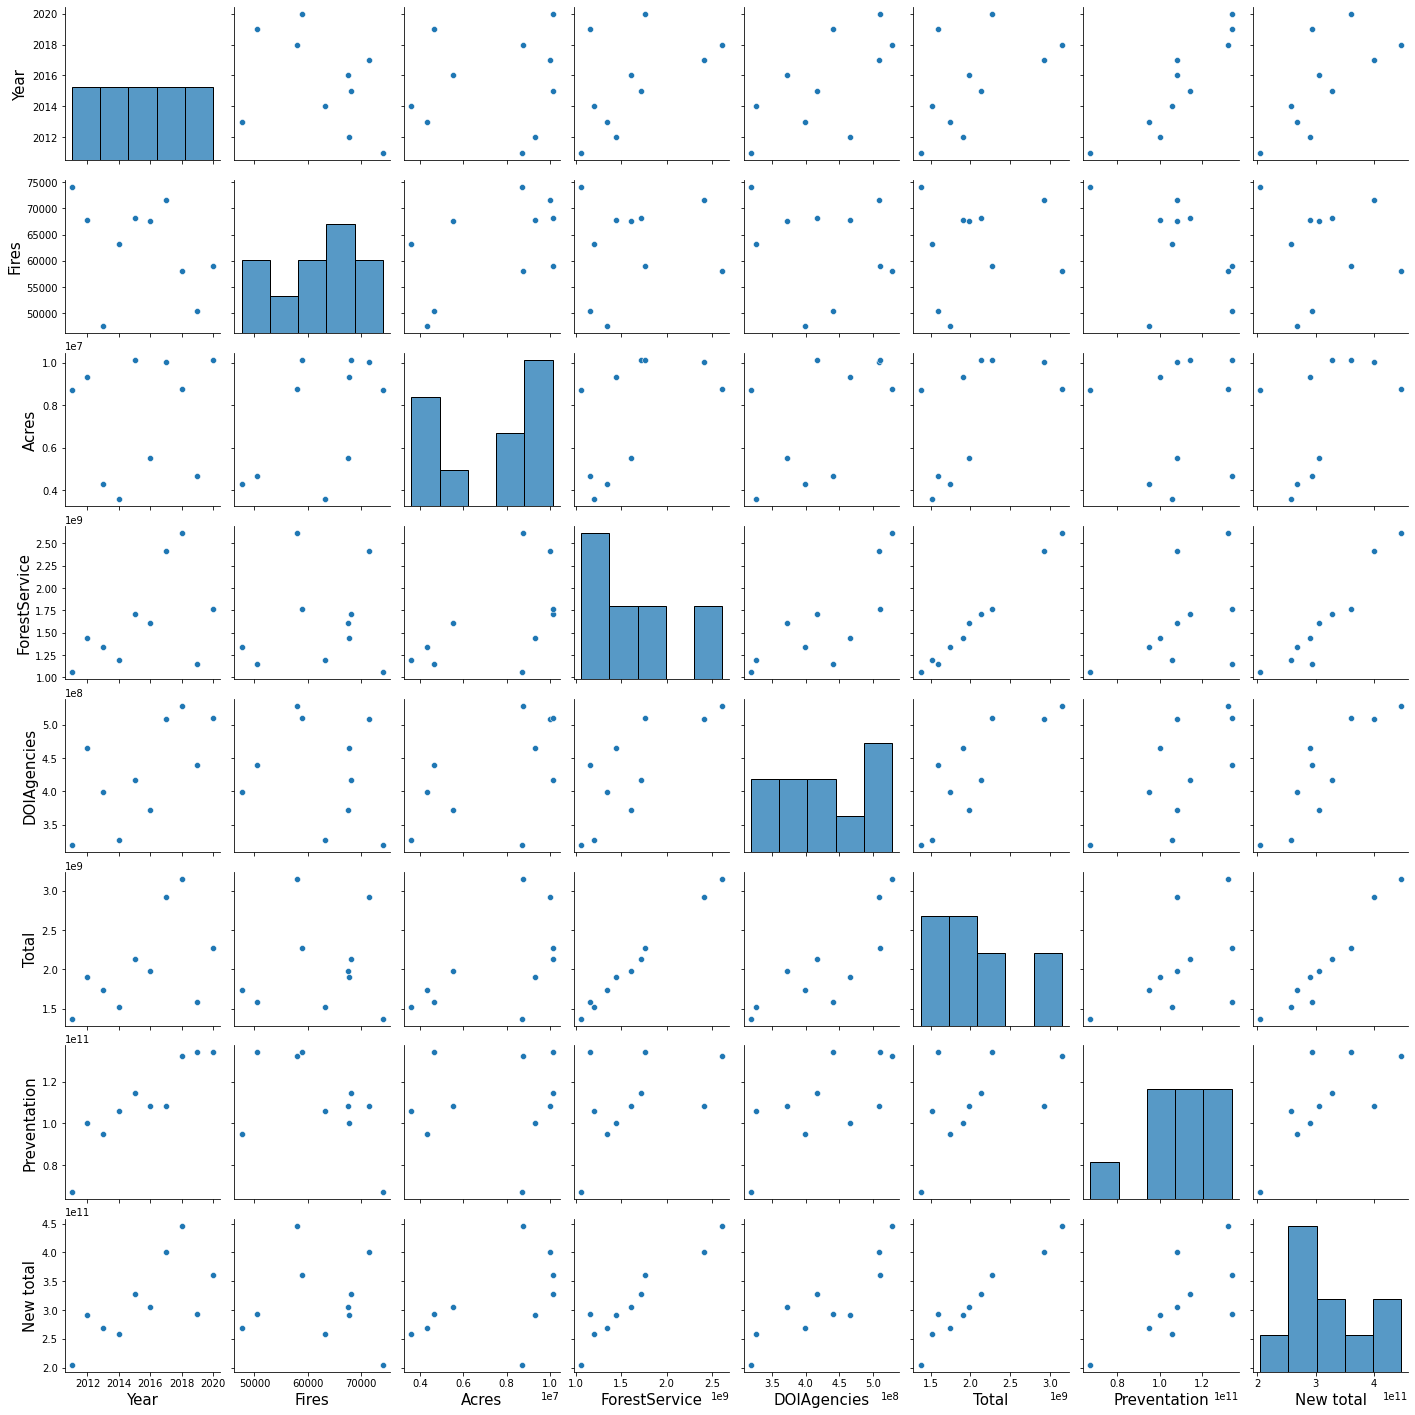 2020
2018
2016
2014
2012
Year
75000
70000
65000
60000
55000
50000
Fires
1e7
1.0
0.8
0.6
0.4
Acres
1e9
2.50
2.25
2.00
1.75
1.50
1.25
1.00
ForestService
1e8
5.0
4.5
4.0
3.5
DOIAgencies
1e9
3.0
2.5
2.0
1.5
Total
1e11
1.2
1.0
0.8
Preventation
1e11
4.5
4.0
3.5
3.0
2.5
2.0
New total
2012 2014 2016 2018 2020 50000 60000 70000 0.4 0.6 0.8 1.0 1.0 1.5 2.0 2.5 3.5 4.0 4.5 5.0 1.5 2.0 2.5 3.0 0.8 1.0 1.2 2 3 4
1e7 1e9 1e8 1e9 1e11 1e11
Year Fires Acres ForestService DOIAgencies Total Preventation New total